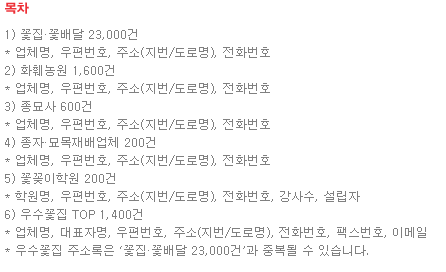 목차
1) 꽃집·꽃배달 23,000건
* 업체명, 우편번호, 주소(지번/도로명), 전화번호
2) 화훼농원 1,600건
* 업체명, 우편번호, 주소(지번/도로명), 전화번호
3) 종묘사 600건
* 업체명, 우편번호, 주소(지번/도로명), 전화번호
4) 종자·묘목재배업체 200건
* 업체명, 우편번호, 주소(지번/도로명), 전화번호
5) 꽃꽂이학원 200건
* 학원명, 우편번호, 주소(지번/도로명), 전화번호, 강사수, 설립자
6) 우수꽃집 TOP 1,400건
* 업체명, 대표자명, 우편번호, 주소(지번/도로명), 전화번호, 팩스번호, 이메일
* 우수꽃집 주소록은 ‘꽃집·꽃배달 23,000건’과 중복될 수 있습니다.